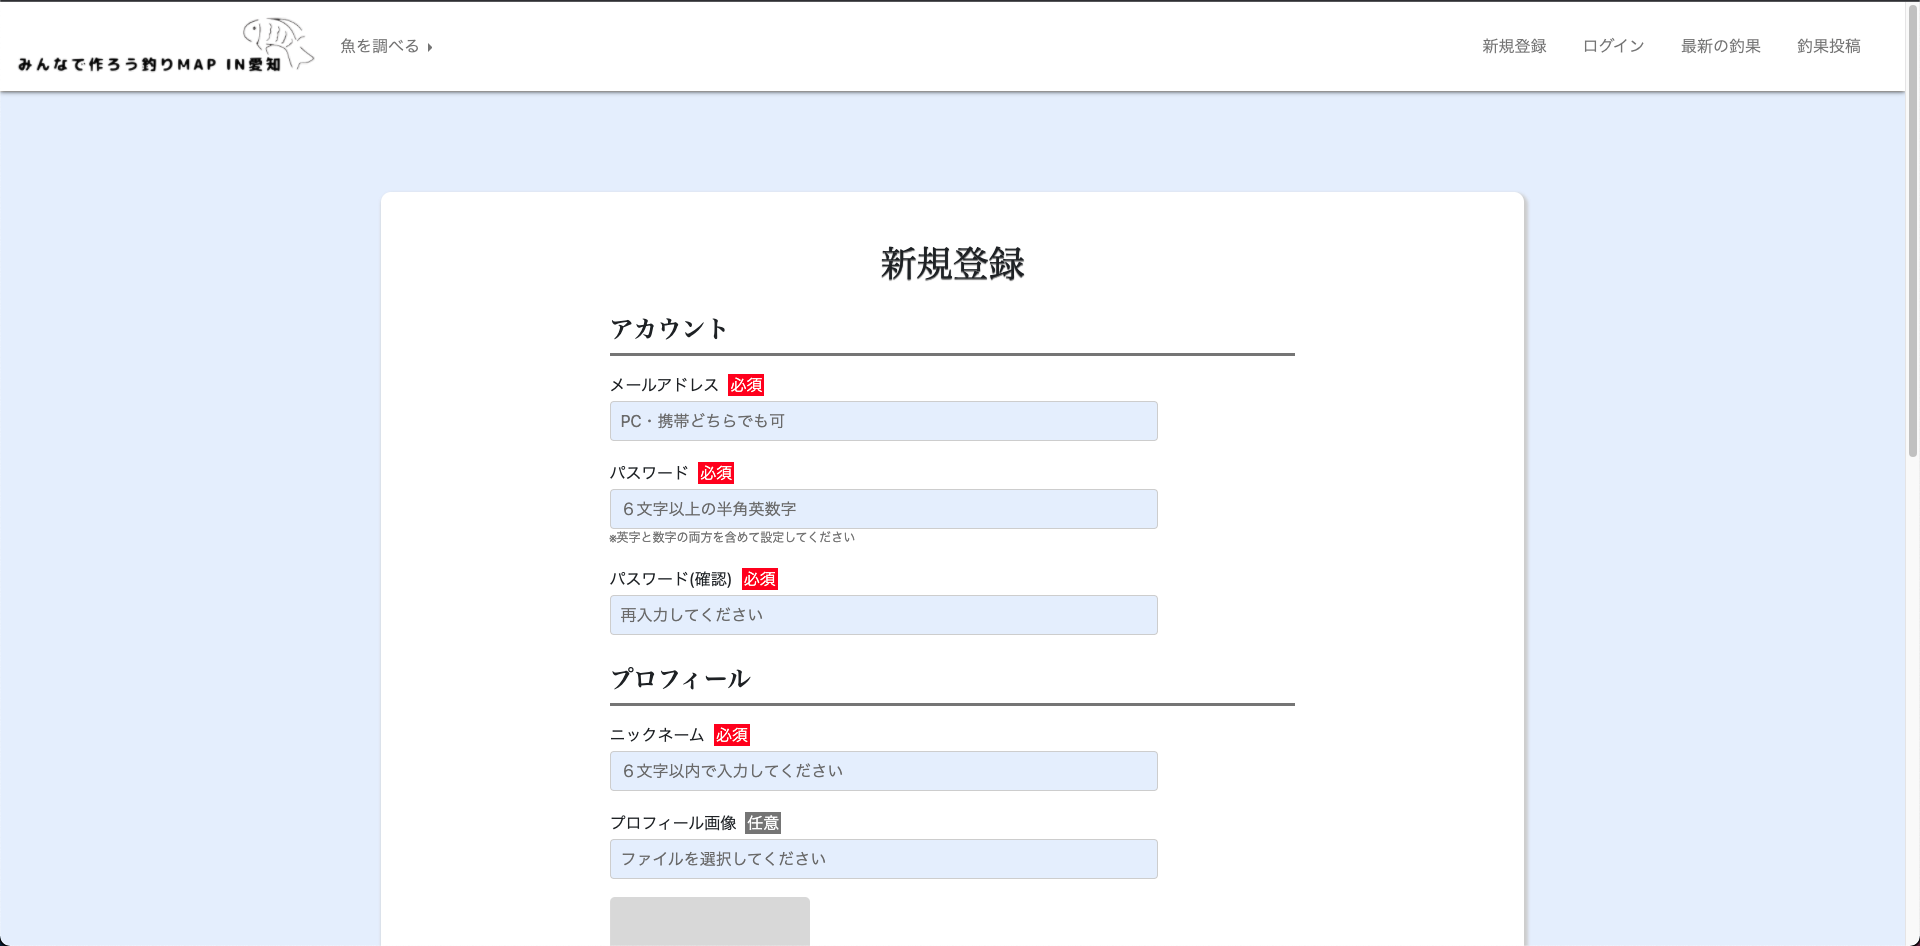 みんなで作ろう釣りMAP IN愛知
魚を調べる
新規登録 ログイン 最新の釣果 釣果投稿
新規登録
アカウント
メールアドレス 必須
PC・携帯どちらでも可
パスワード 必須
６文字以上の半角英数字
※英字と数字の両方を含めて設定してください
パスワード(確認) 必須
再入力してください
プロフィール
ニックネーム 必須
６文字以内で入力してください
プロフィール画像 任意
ファイルを選択してください